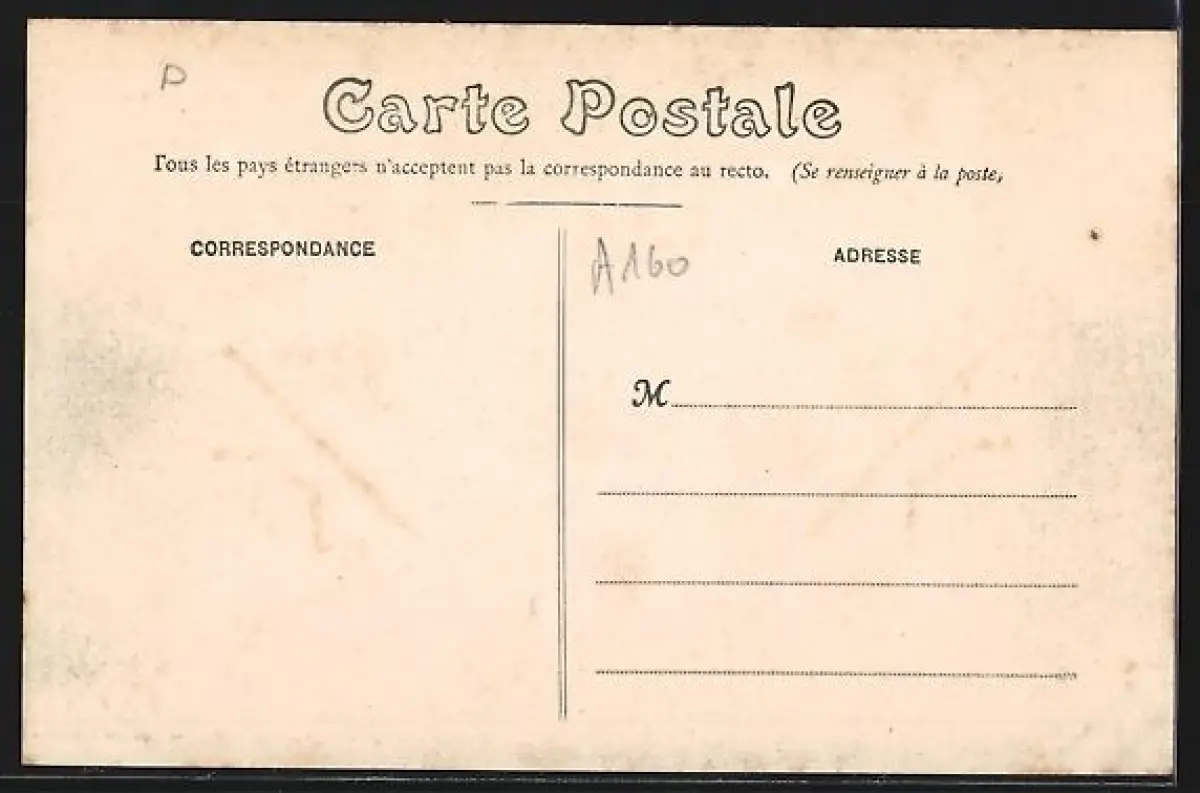 D
Carte Postale
Tous les pays étrangers n'acceptent pas la correspondance au recto. (Se renseigner à la poste,
CORRESPONDANCE
A160
ADRESSE
M